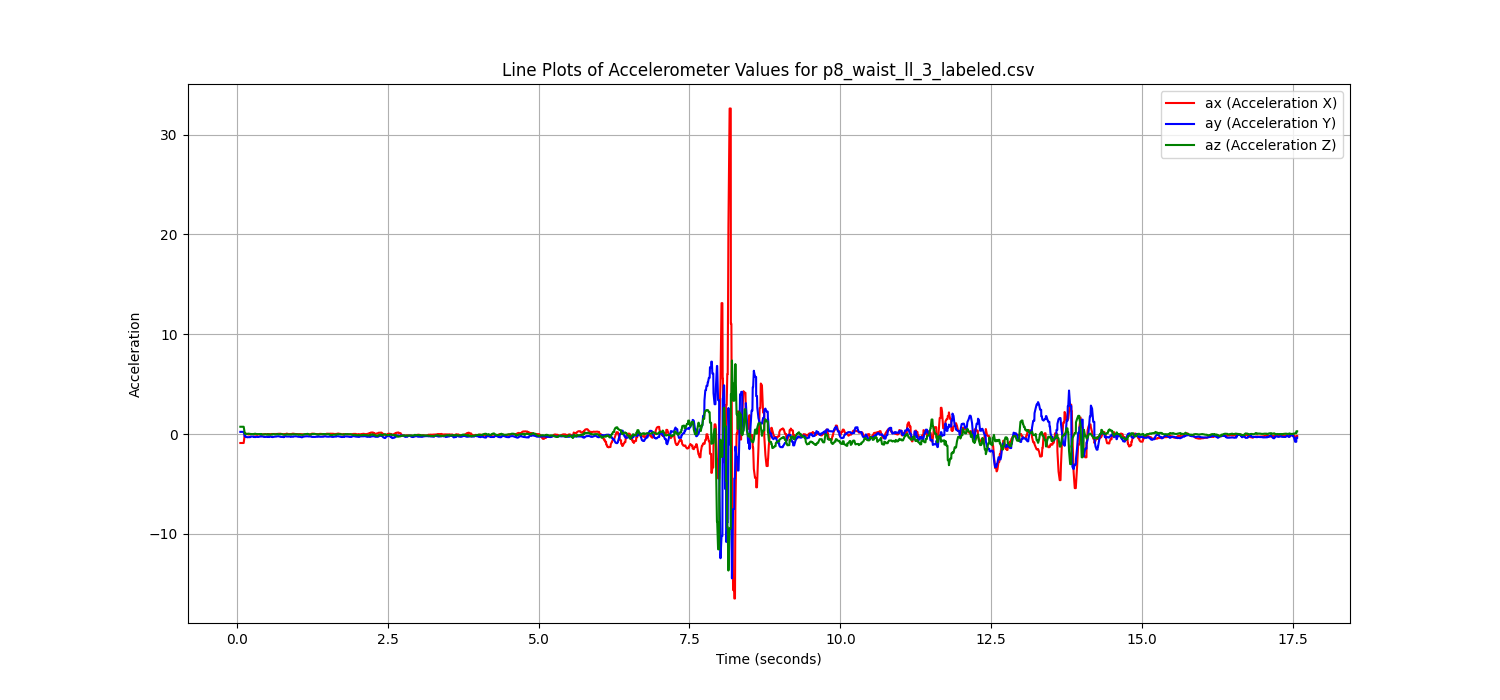 Line Plots of Accelerometer Values for p8_waist_ll_3_labeled.csv
ax (Acceleration X)
ay (Acceleration Y)
az (Acceleration Z)
30
20
10
0
−10
Acceleration
0.0 2.5 5.0 7.5 10.0 12.5 15.0 17.5
Time (seconds)